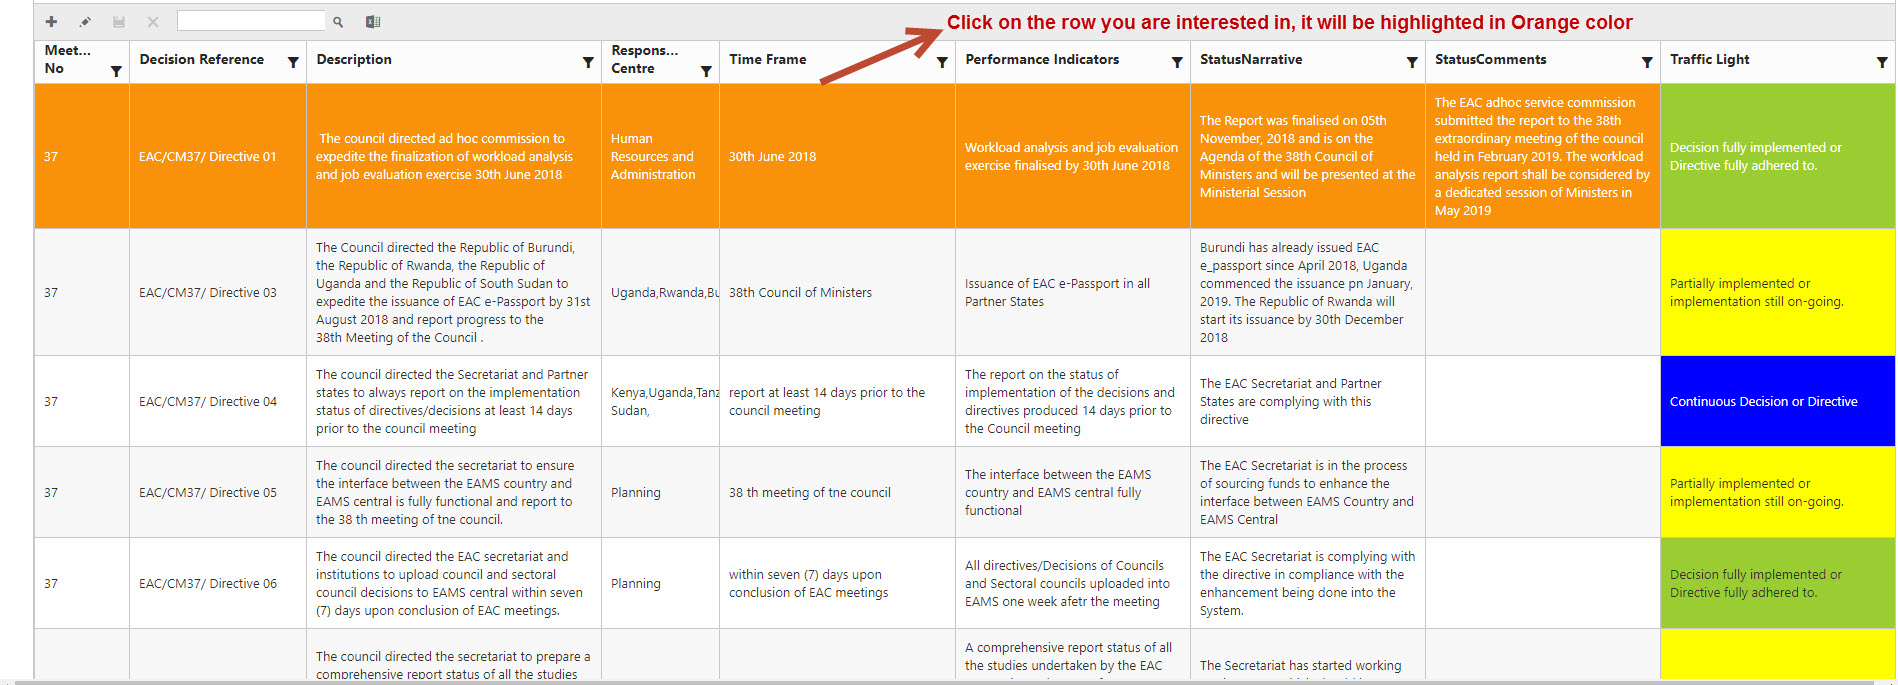 Click on the row you are interested in, it will be highlighted in Orange color
Meet...
No
Decision Reference
Description
Respons...
Centre
Time Frame
Performance Indicators
StatusNarrative
StatusComments
Traffic Light
37
EAC/CM37/ Directive 01
The council directed ad hoc commission to
expedite the finalization of workload analysis
and job evaluation exercise 30th June 2018
Human
Resources and
Administration
30th June 2018
Workload analysis and job evaluation
exercise finalised by 30th June 2018
The Report was finalised on 05th
November, 2018 and is on the
Agenda of the 38th Council of
Ministers and will be presented at the
Ministerial Session
The EAC adhoc service commission
submitted the report to the 38th
extraordinary meeting of the council
held in February 2019. The workload
analysis report shall be considered by
a dedicated session of Ministers in
May 2019
Decision fully implemented or
Directive fully adhered to.
37
EAC/CM37/ Directive 03
The Council directed the Republic of Burundi,
the Republic of Rwanda, the Republic of
Uganda and the Republic of South Sudan to
expedite the issuance of EAC e-Passport by 31st
August 2018 and report progress to the
38th Meeting of the Council .
Uganda,Rwanda,Bu
38th Council of Ministers
Issuance of EAC e-Passport in all
Partner States
Burundi has already issued EAC
e_passport since April 2018, Uganda
commenced the issuance pn January,
2019. The Republic of Rwanda will
start its issuance by 30th December
2018
Partially implemented or
implementation still on-going.
37
EAC/CM37/ Directive 04
The council directed the Secretariat and Partner
states to always report on the implementation
status of directives/decisions at least 14 days
prior to the council meeting
Kenya,Uganda,Tanz
Sudan,
report at least 14 days prior to the
council meeting
The report on the status of
implementation of the decisions and
directives produced 14 days prior to
the Council meeting
The EAC Secretariat and Partner
States are complying with this
directive
Continuous Decision or Directive
37
EAC/CM37/ Directive 05
The council directed the secretariat to ensure
the interface between the EAMS country and
EAMS central is fully functional and report to
the 38 th meeting of tne council.
Planning
38 th meeting of tne council
The interface between the EAMS
country and EAMS central fully
functional
The EAC Secretariat is in the process
of sourcing funds to enhance the
interface between EAMS Country and
EAMS Central
Partially implemented or
implementation still on-going.
37
EAC/CM37/ Directive 06
The council directed the EAC secretariat and
institutions to upload council and sectoral
council decisions to EAMS central within seven
(7) days upon conclusion of EAC meetings.
Planning
within seven (7) days upon
conclusion of EAC meetings
All directives/Decisions of Councils
and Sectoral councils uploaded into
EAMS one week afetr the meeting
The EAC Secretariat is complying with
the directive in compliance with the
enhancement being done into the
System.
Decision fully implemented or
Directive fully adhered to.
The council directed the secretariat to prepare a
comprehensive report status of all the studies
A comprehensive report status of all
the studies undertaken by the EAC
The Secretariat has started working